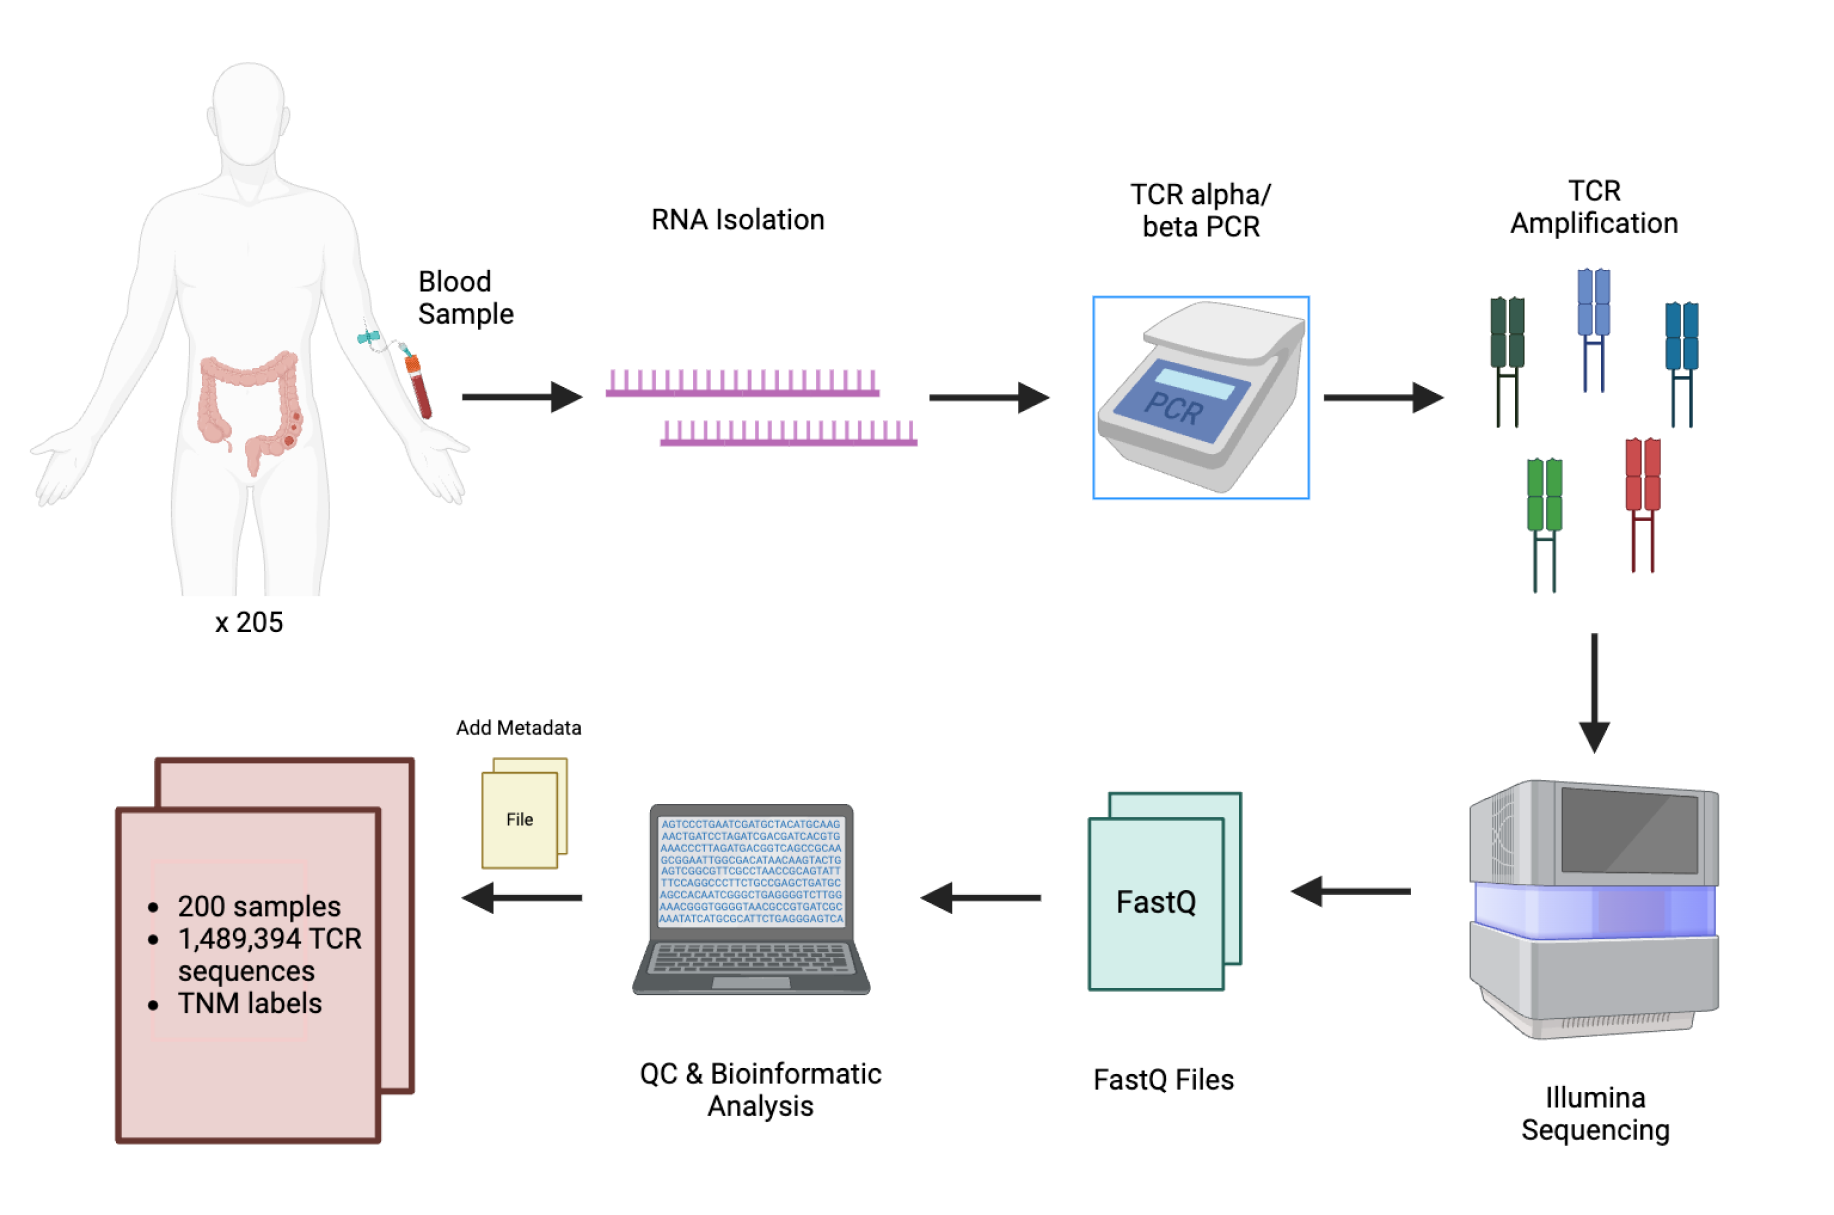 RNA Isolation
TCR alpha/
beta PCR
TCR
Amplification
Blood
Sample
PCR
x 205
Add Metadata
File
AGTCCCTGAATCGATGCTACATGCAAG
AACTGATCCTAGATCGACGATCACGTG
AAACCCTTAGATGACGGTCAGCCGCAA
GCGGAATTGGCGACATAACAAGTACTG
AGTCGGCGTTCGCCTAACCGCAGTATT
TTCCAGGCCCTTCTGCCGAGCTGATGC
AGCCACAATCGGGCTGAGGGGTCTTGG
AAACGGGTGGGGTAACGCCGTGATCGC
AAATATCATGCGCATTCTGAGGGAGTCA
FastQ
• 200 samples
• 1,489,394 TCR
sequences
• TNM labels
QC & Bioinformatic
Analysis
FastQ Files
Illumina
Sequencing